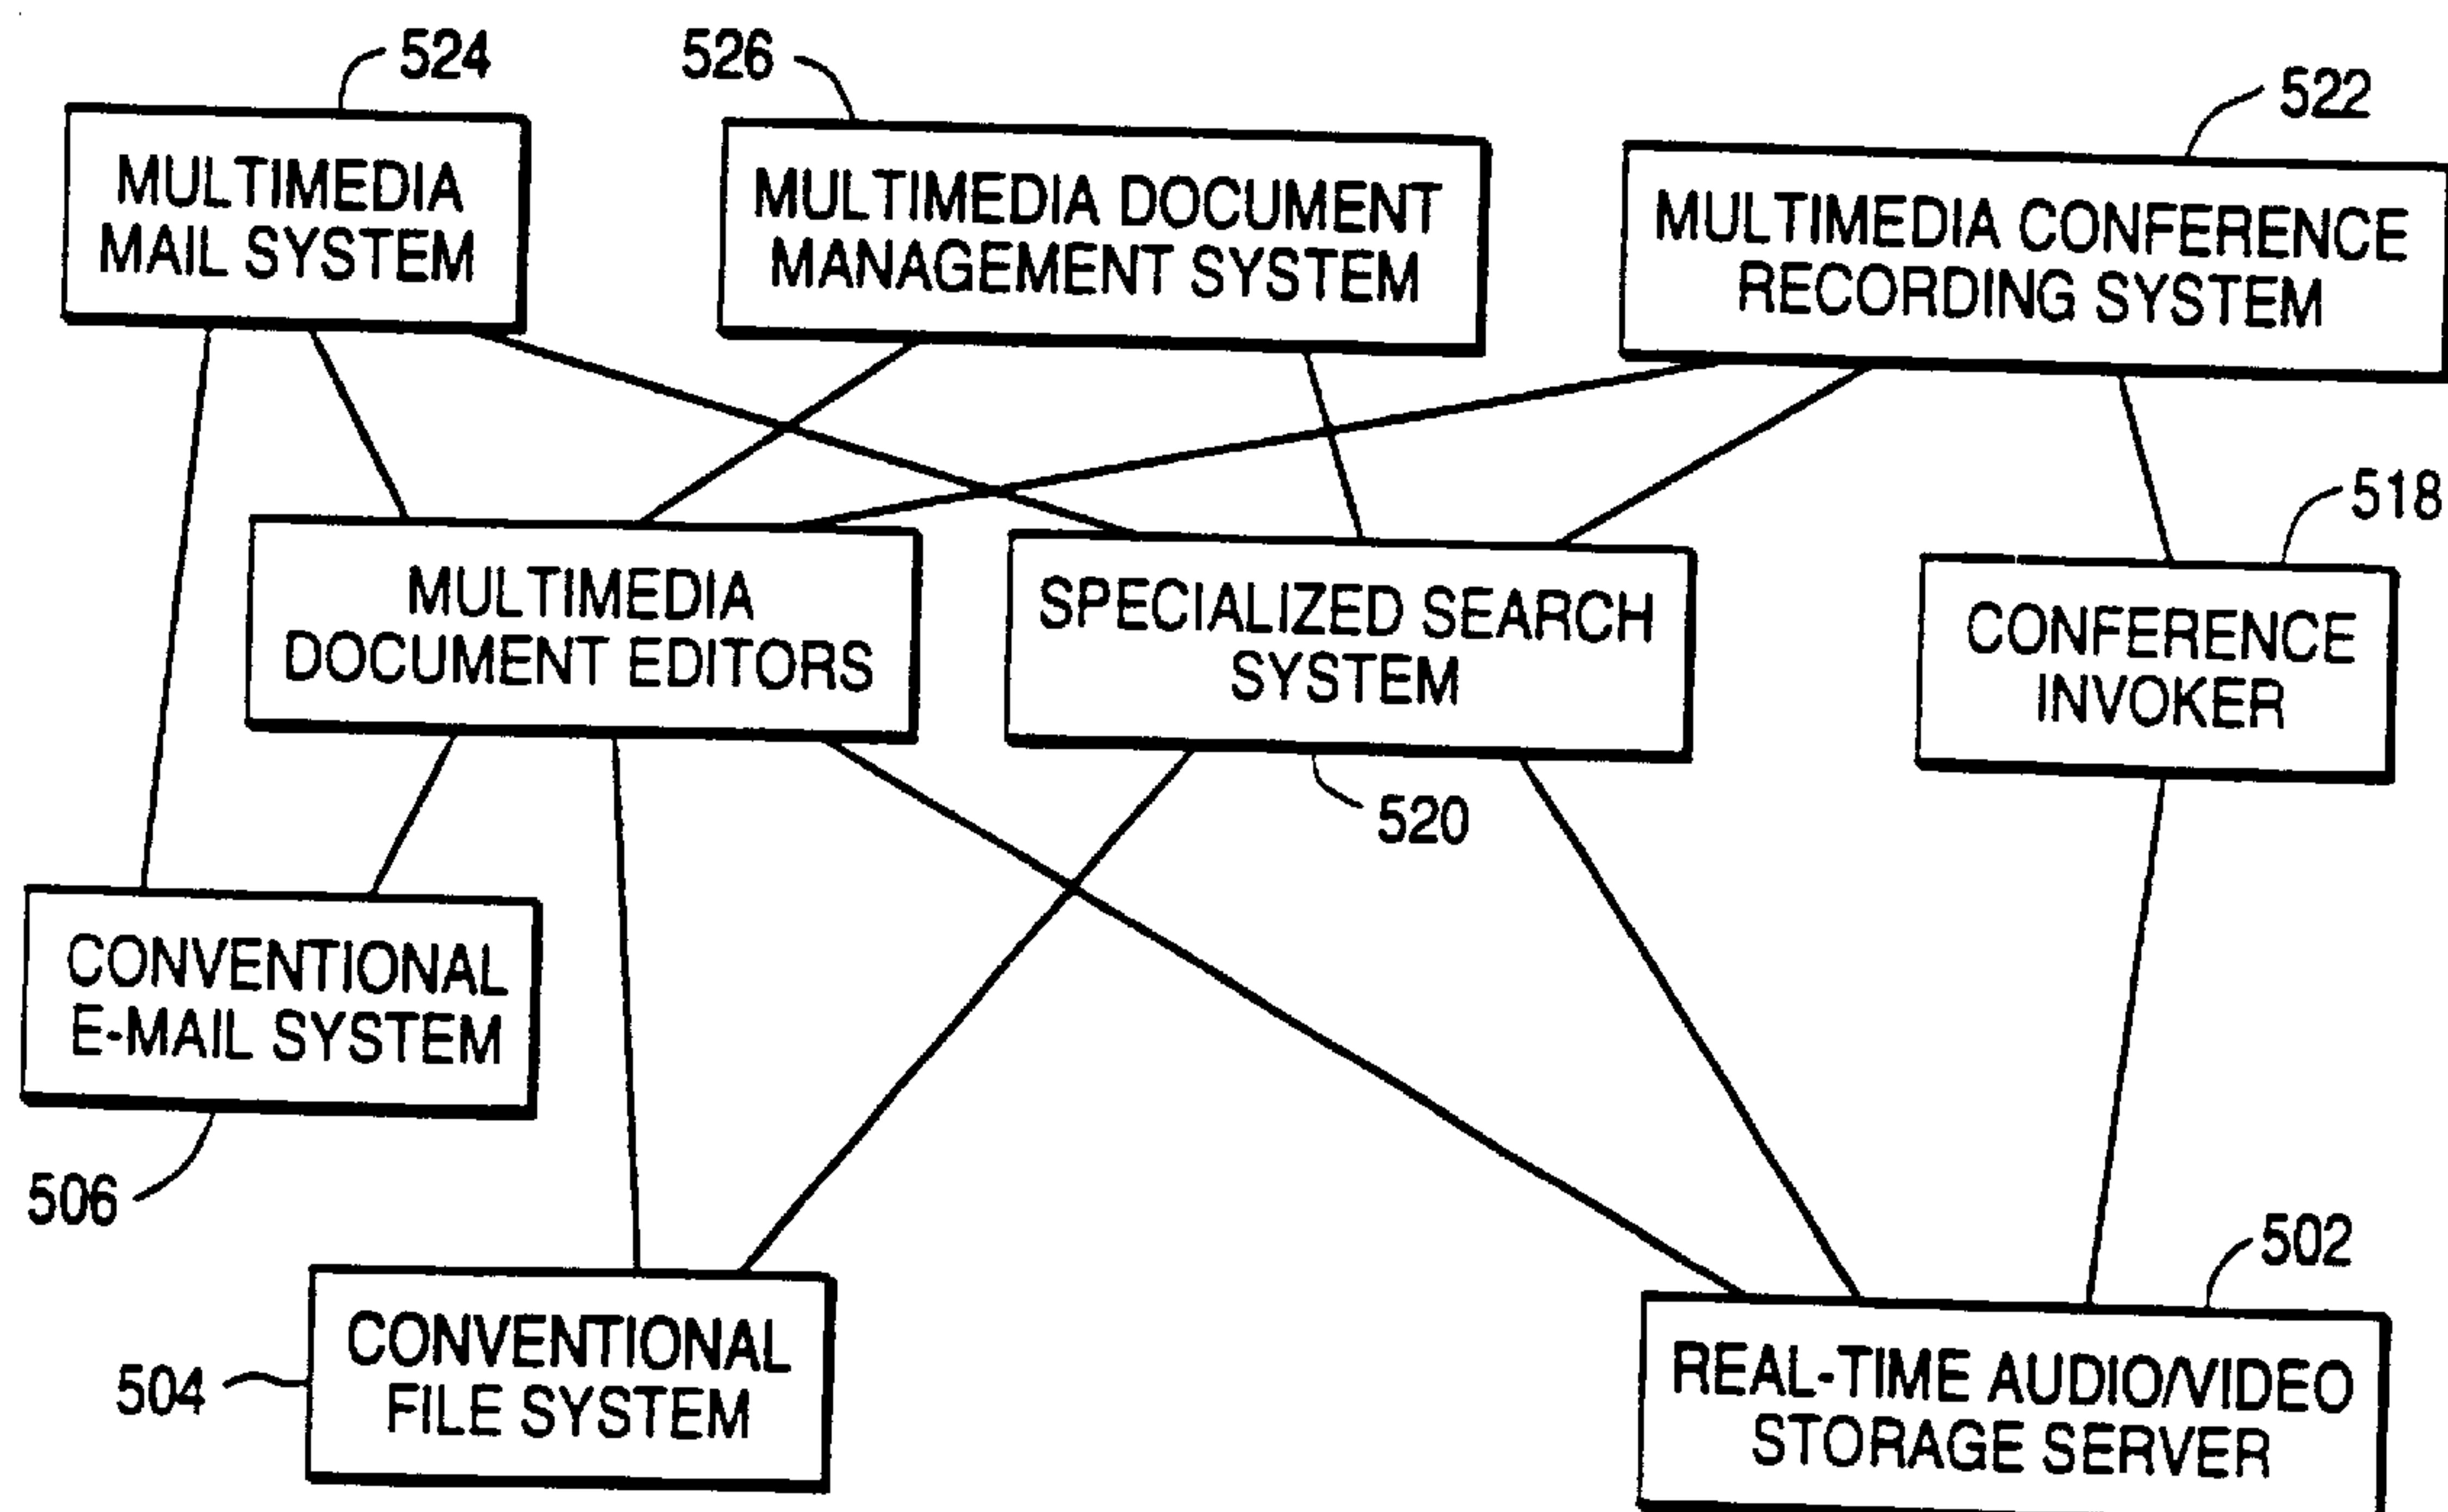 524
526
522
MULTIMEDIA
MAIL SYSTEM
MULTIMEDIA DOCUMENT
MANAGEMENT SYSTEM
MULTIMEDIA CONFERENCE
RECORDING SYSTEM
518
MULTIMEDIA
DOCUMENT EDITORS
SPECIALIZED SEARCH
SYSTEM
CONFERENCE
INVOKER
520
CONVENTIONAL
E-MAIL SYSTEM
506
502
CONVENTIONAL
FILE SYSTEM
504
REAL-TIME AUDIO/VIDEO
STORAGE SERVER